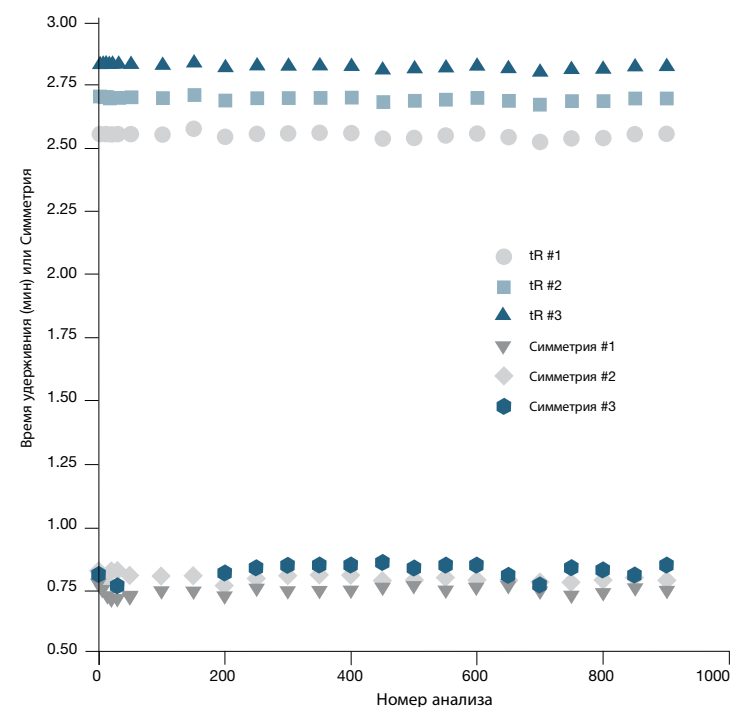 3.00
2.75
2.50
2.25
2.00
1.75
1.50
1.25
1.00
0.75
0.50
Время удерживния (мин) или Симметрия
tR #1
tR #2
tR #3
Симметрия #1
Симметрия #2
Симметрия #3
0 200 400 600 800 1000
Номер анализа